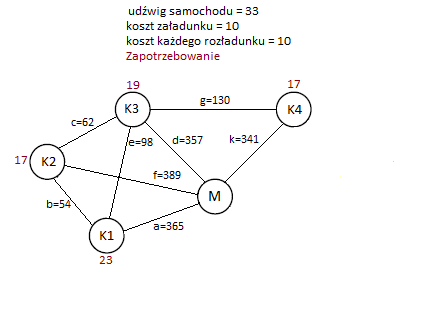 udźwig samochodu = 33
koszt załadunku = 10
koszt każdego rozładunku = 10
Zapotrzebowanie
19
17
g=130
K3
K4
c=62
e=98
d=357
k=341
17
K2
f=389
M
b=54
a=365
K1
23